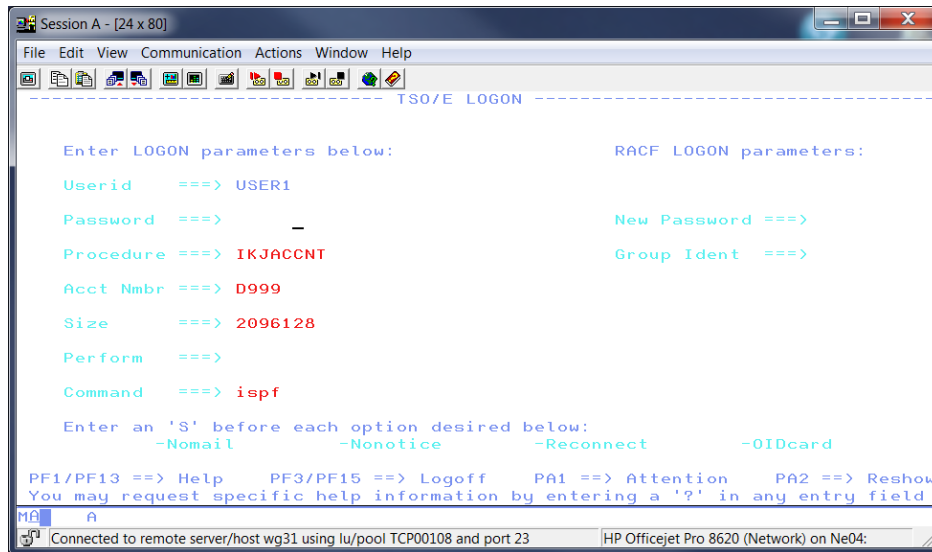 Session A - [24 x 80]
File Edit View Communication Actions Window Help
------------------------------- TSO/E LOGON -----------------------------------
Enter LOGON parameters below: RACF LOGON parameters:
Userid ===> USER1
Password ===> _ New Password ===>
Procedure ===> IKJACCNT Group Ident ===>
Acct Nmbr ===> D999
Size ===> 2096128
Perform ===>
Command ===> ispf
Enter an 'S' before each option desired below:
-Nomail -Nonotice -Reconnect -OIDcard
PF1/PF13 ==> Help PF3/PF15 ==> Logoff PA1 ==> Attention PA2 ==> Reshow
You may request specific help information by entering a '?' in any entry field
MA A
Connected to remote server/host wg31 using lu/pool TCP00108 and port 23 HP Officejet Pro 8620 (Network) on Ne04: